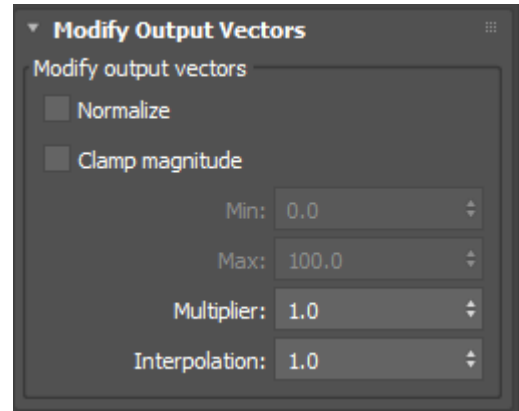 Modify Output Vectors
Modify output vectors
Normalize
Clamp magnitude
Min: 0.0
Max: 100.0
Multiplier: 1.0
Interpolation: 1.0